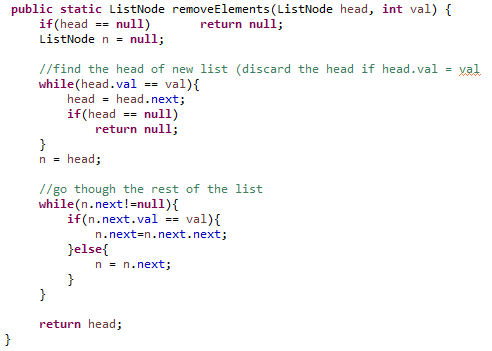 public static ListNode removeElements(ListNode head, int val) {
if(head == null) return null;
ListNode n = null;
//find the head of new list (discard the head if head.val = val
while(head.val == val){
head = head.next;
if(head == null)
return null;
}
n = head;
//go though the rest of the list
while(n.next!=null){
if(n.next.val == val){
n.next=n.next.next;
}else{
n = n.next;
}
}
return head;
}